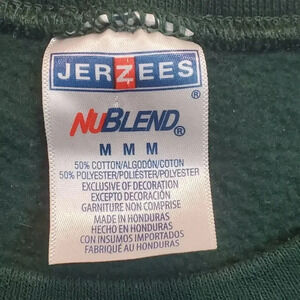 JERZEES
®
NUBLEND®
M M M
50% COTTON/ALGODÓN/COTON
50% POLYESTER/POLIÉSTER/POLYESTER
EXCLUSIVE OF DECORATION
EXCEPTO DECORACIÓN
GARNITURE NON COMPRISE
MADE IN HONDURAS
HECHO EN HONDURAS
CON INSUMOS IMPORTADOS
FABRIQUÉ AU HONDURAS